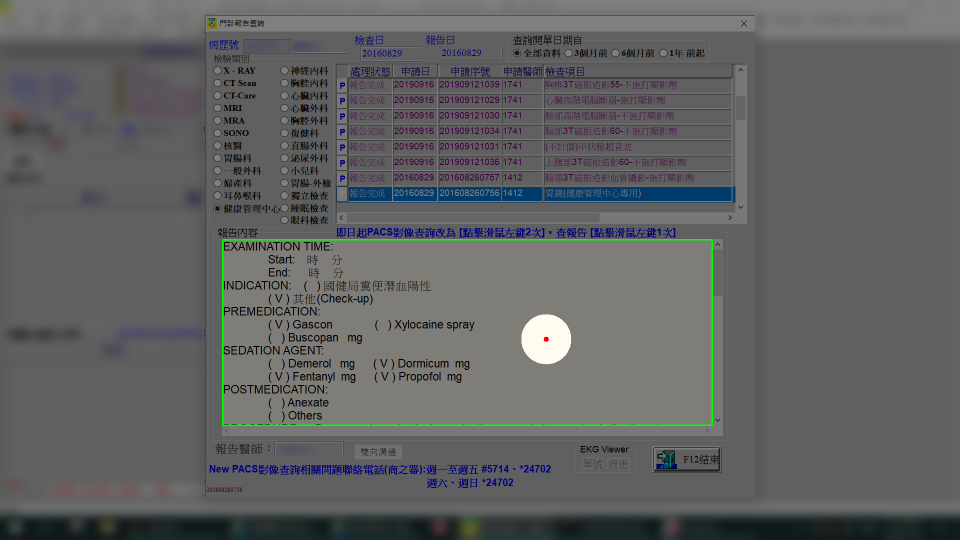 門診報告查詢
病歷號
檢查日
報告日
查詢開單日期自
20160829
20160829
全部資料 3個月前 6個月前 1年 前起
檢驗類別
X - RAY 神經內科
CT Scan 胸腔內科
CT-Care 心臟內科
MRI 心臟外科
MRA 胸腔外科
SONO 復健科
核醫 直腸外科
胃腸科 泌尿外科
一般外科 小兒科
婦產科 胃腸-外檢
耳鼻喉科 獨立檢查
健康管理中心 睡眠檢查
眼科檢查
處理狀態 申請日 申請序號 申請醫師 檢查項目
P 報告完成 20190916 201909121039 1741 胸椎3T磁振造影55-不施打顯影劑
P 報告完成 20190916 201909121029 1741 心臟高階電腦斷層-施打顯影劑
P 報告完成 20190916 201909121030 1741 肺部高階電腦斷層-不施打顯影劑
P 報告完成 20190916 201909121034 1741 腦部3T磁振造影60-不施打顯影劑
P 報告完成 20190916 201909121031 1741 (不計價)甲狀腺超音波
P 報告完成 20190916 201909121036 1741 上腹部3T磁振造影60-不施打顯影劑
P 報告完成 20160829 201608260757 1412 腦部3T磁振造影血管攝影-施打顯影劑
報告完成 20160829 201608260756 1412 胃鏡(健康管理中心專用)
報告內容
即日起PACS影像查詢改為 [點擊滑鼠左鍵2次]，查報告 [點擊滑鼠左鍵1次]
EXAMINATION TIME:
Start: 時 分
End: 時 分
INDICATION: ( ) 國健局糞便潛血陽性
( V ) 其他(Check-up)
PREMEDICATION:
( V ) Gascon ( ) Xylocaine spray
( ) Buscopan mg
SEDATION AGENT:
( ) Demerol mg ( V ) Dormicum mg
( V ) Fentanyl mg ( V ) Propofol mg
POSTMEDICATION:
( ) Anexate
( ) Others
報告醫師：
雙向溝通
EKG Viewer
單號 病患
F12結束
New PACS影像查詢相關問題聯絡電話(商之器):週一至週五 #5714、*24702
週六、週日 *24702
201608260756